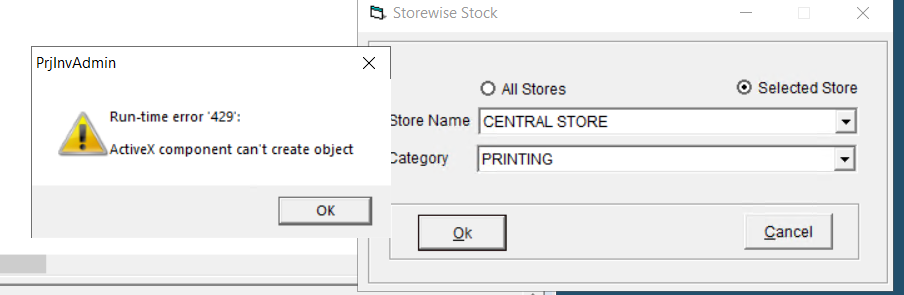 Storewise Stock
PrjInvAdmin
Run-time error '429':
ActiveX component can't create object
OK
All Stores
Selected Store
Store Name
CENTRAL STORE
Category
PRINTING
Ok
Cancel